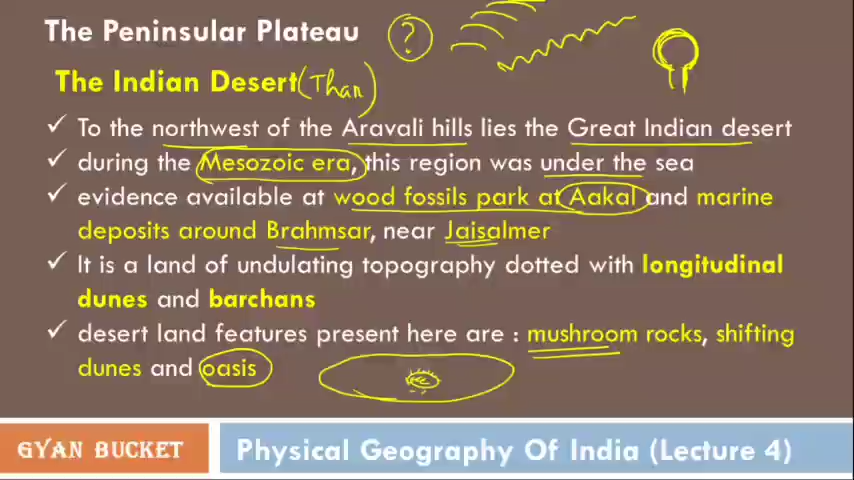 The Peninsular Plateau
?
The Indian Desert (Thar)
✓ To the northwest of the Aravali hills lies the Great Indian desert
✓ during the Mesozoic era, this region was under the sea
✓ evidence available at wood fossils park at Aakal and marine
deposits around Brahmsar, near Jaisalmer
✓ It is a land of undulating topography dotted with longitudinal
dunes and barchans
✓ desert land features present here are : mushroom rocks, shifting
dunes and oasis
GYAN BUCKET
Physical Geography Of India (Lecture 4)